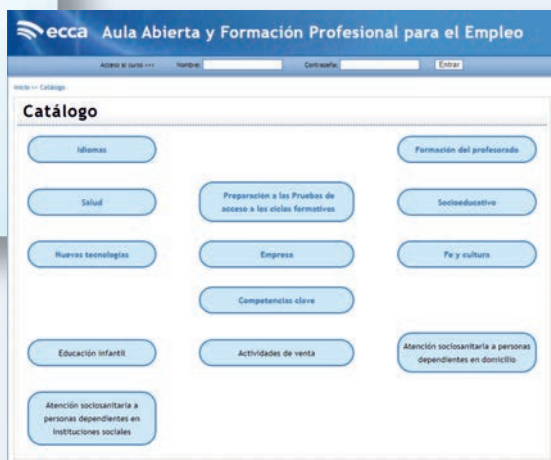 ecca Aula Abierta y Formación Profesional para el Empleo
Acceso al curso >>> Nombre: Contraseña: Entrar
Inicio >> Catálogo
Catálogo
Idiomas
Formación del profesorado
Salud
Preparación a las Pruebas de
acceso a los ciclos formativos
Socioeducativo
Nuevas tecnologías
Empresa
Fe y cultura
Competencias clave
Educación infantil
Actividades de venta
Atención sociosanitaria a personas
dependientes en domicilio
Atención sociosanitaria a
personas dependientes en
instituciones sociales